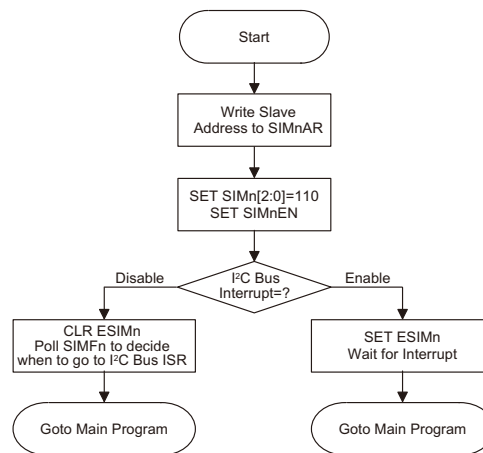 Start
Write Slave
Address to SIMnAR
SET SIMn[2:0]=110
SET SIMnEN
I²C Bus
Interrupt=?
Disable
Enable
CLR ESIMn
Poll SIMFn to decide
when to go to I²C Bus ISR
SET ESIMn
Wait for Interrupt
Goto Main Program
Goto Main Program